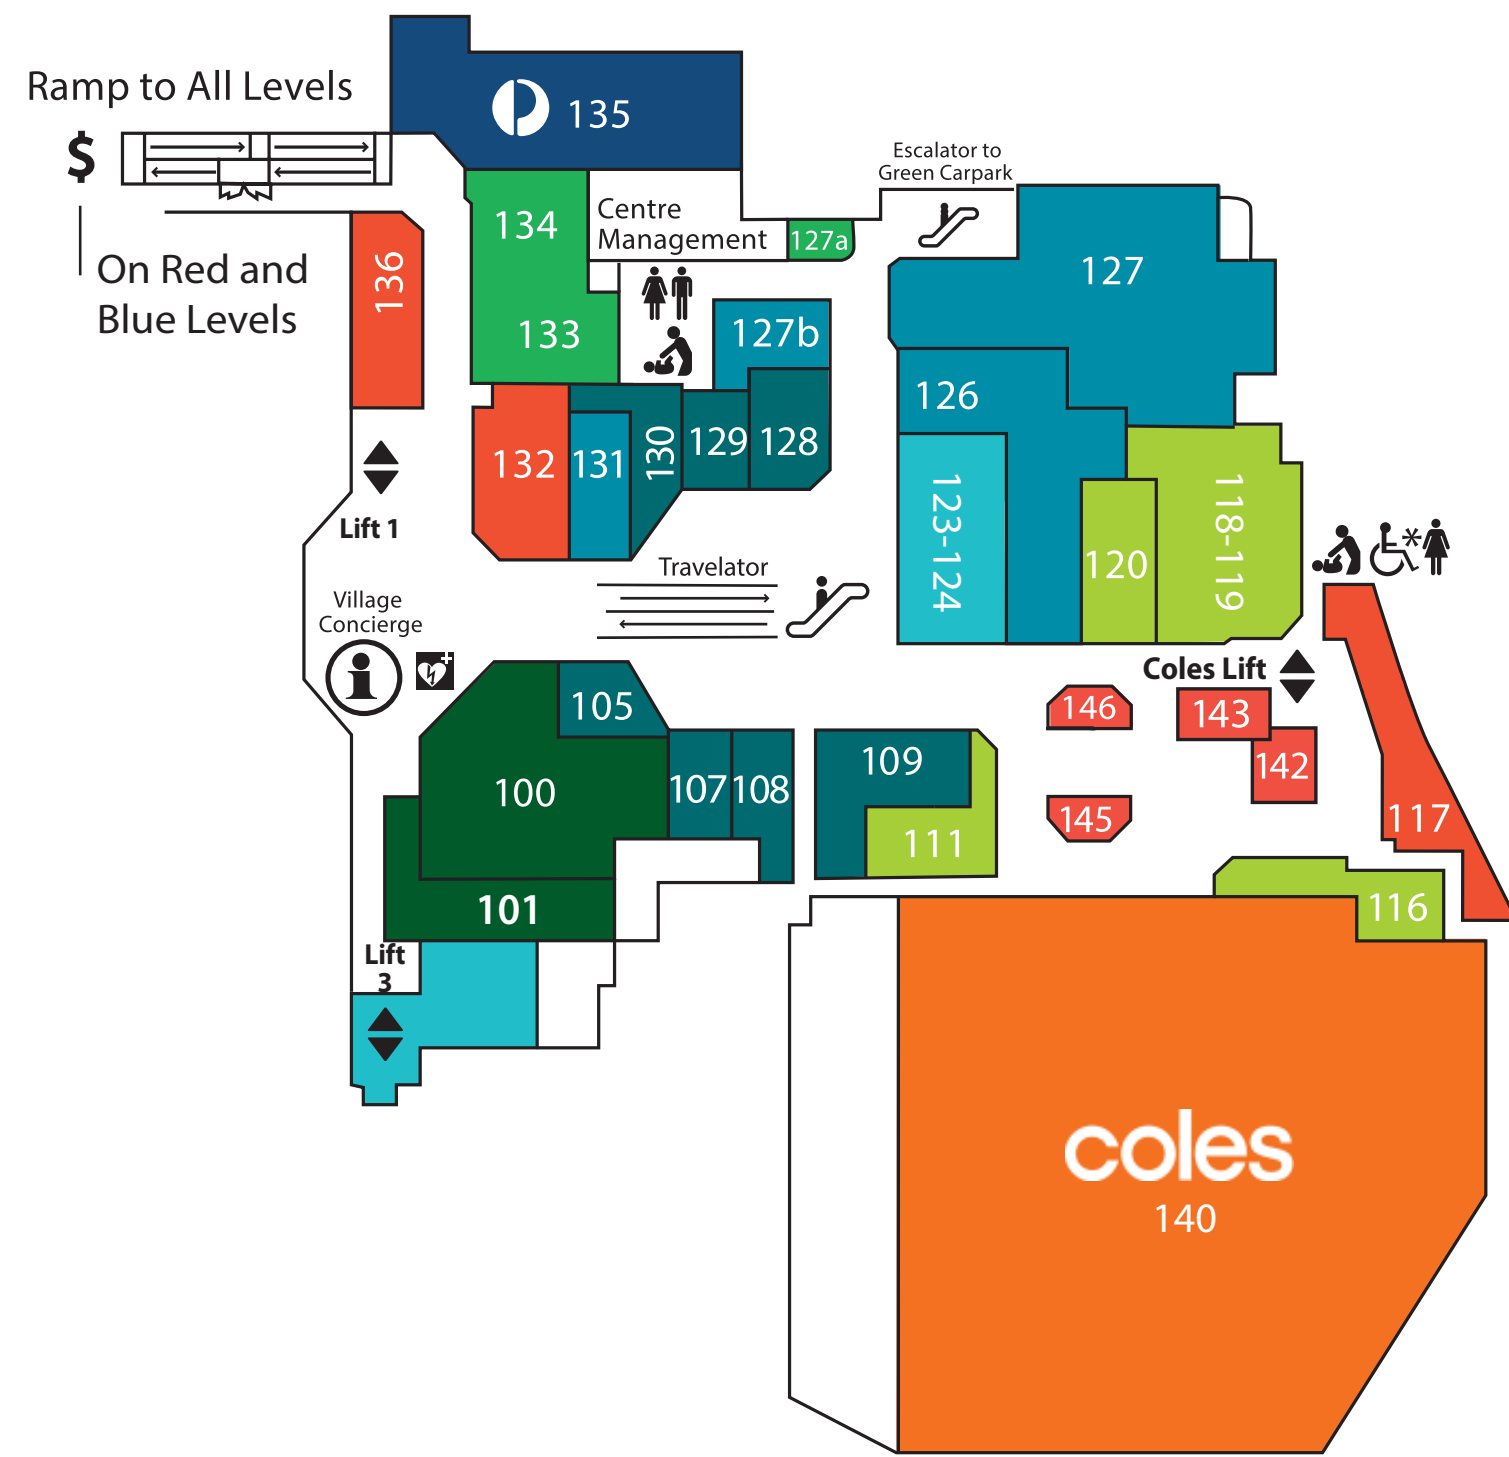 Ramp to All Levels
$
On Red and
Blue Levels
135
Escalator to
Green Carpark
134
Centre
Management
127a
136
127
133
127b
126
132
131
130
129
128
123-124
120
118-119
Lift 1
Travelator
Village
Concierge
Coles Lift
105
146
143
142
100
107
108
109
111
145
117
101
116
Lift
3
coles
140